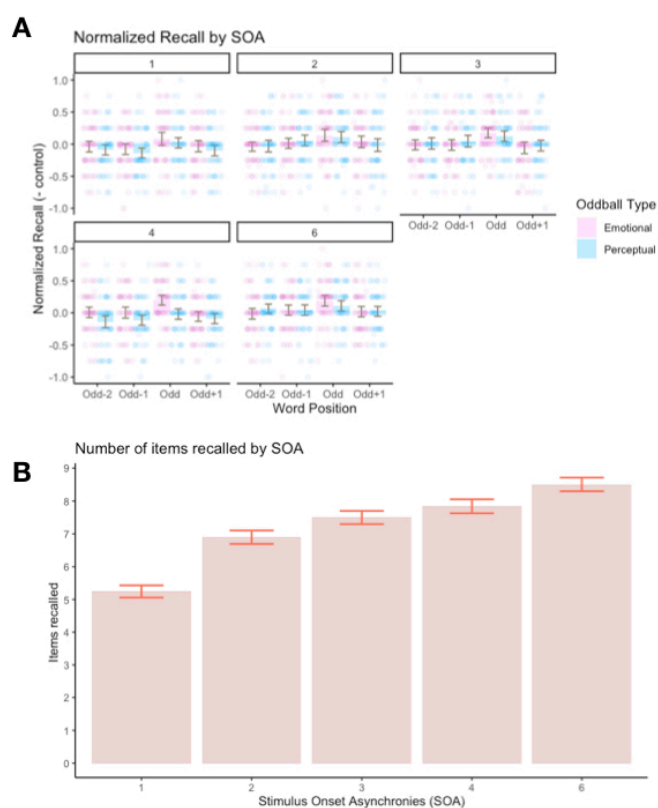 A
Normalized Recall by SOA
1
2
3
1.0
0.5
0.0
-0.5
-1.0
Odd-2 Odd-1 Odd Odd+1
4
6
1.0
0.5
0.0
-0.5
-1.0
Odd-2 Odd-1 Odd Odd+1
Odd-2 Odd-1 Odd Odd+1
Normalized Recall (- control)
Word Position
Oddball Type
Emotional
Perceptual
B
Number of items recalled by SOA
9
8
7
6
5
4
3
2
1
0
Items recalled
1 2 3 4 6
Stimulus Onset Asynchronies (SOA)